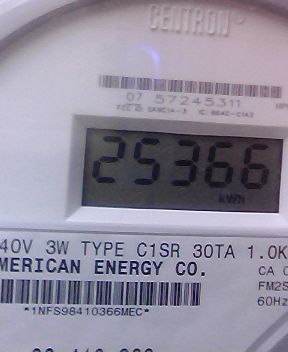 CENTRON®
07 57245311
25366
kWh
40V 3W TYPE C1SR 30TA 1.0K
MERICAN ENERGY CO.
CA
FM2S
60Hz
*1NFS98410366MEC*